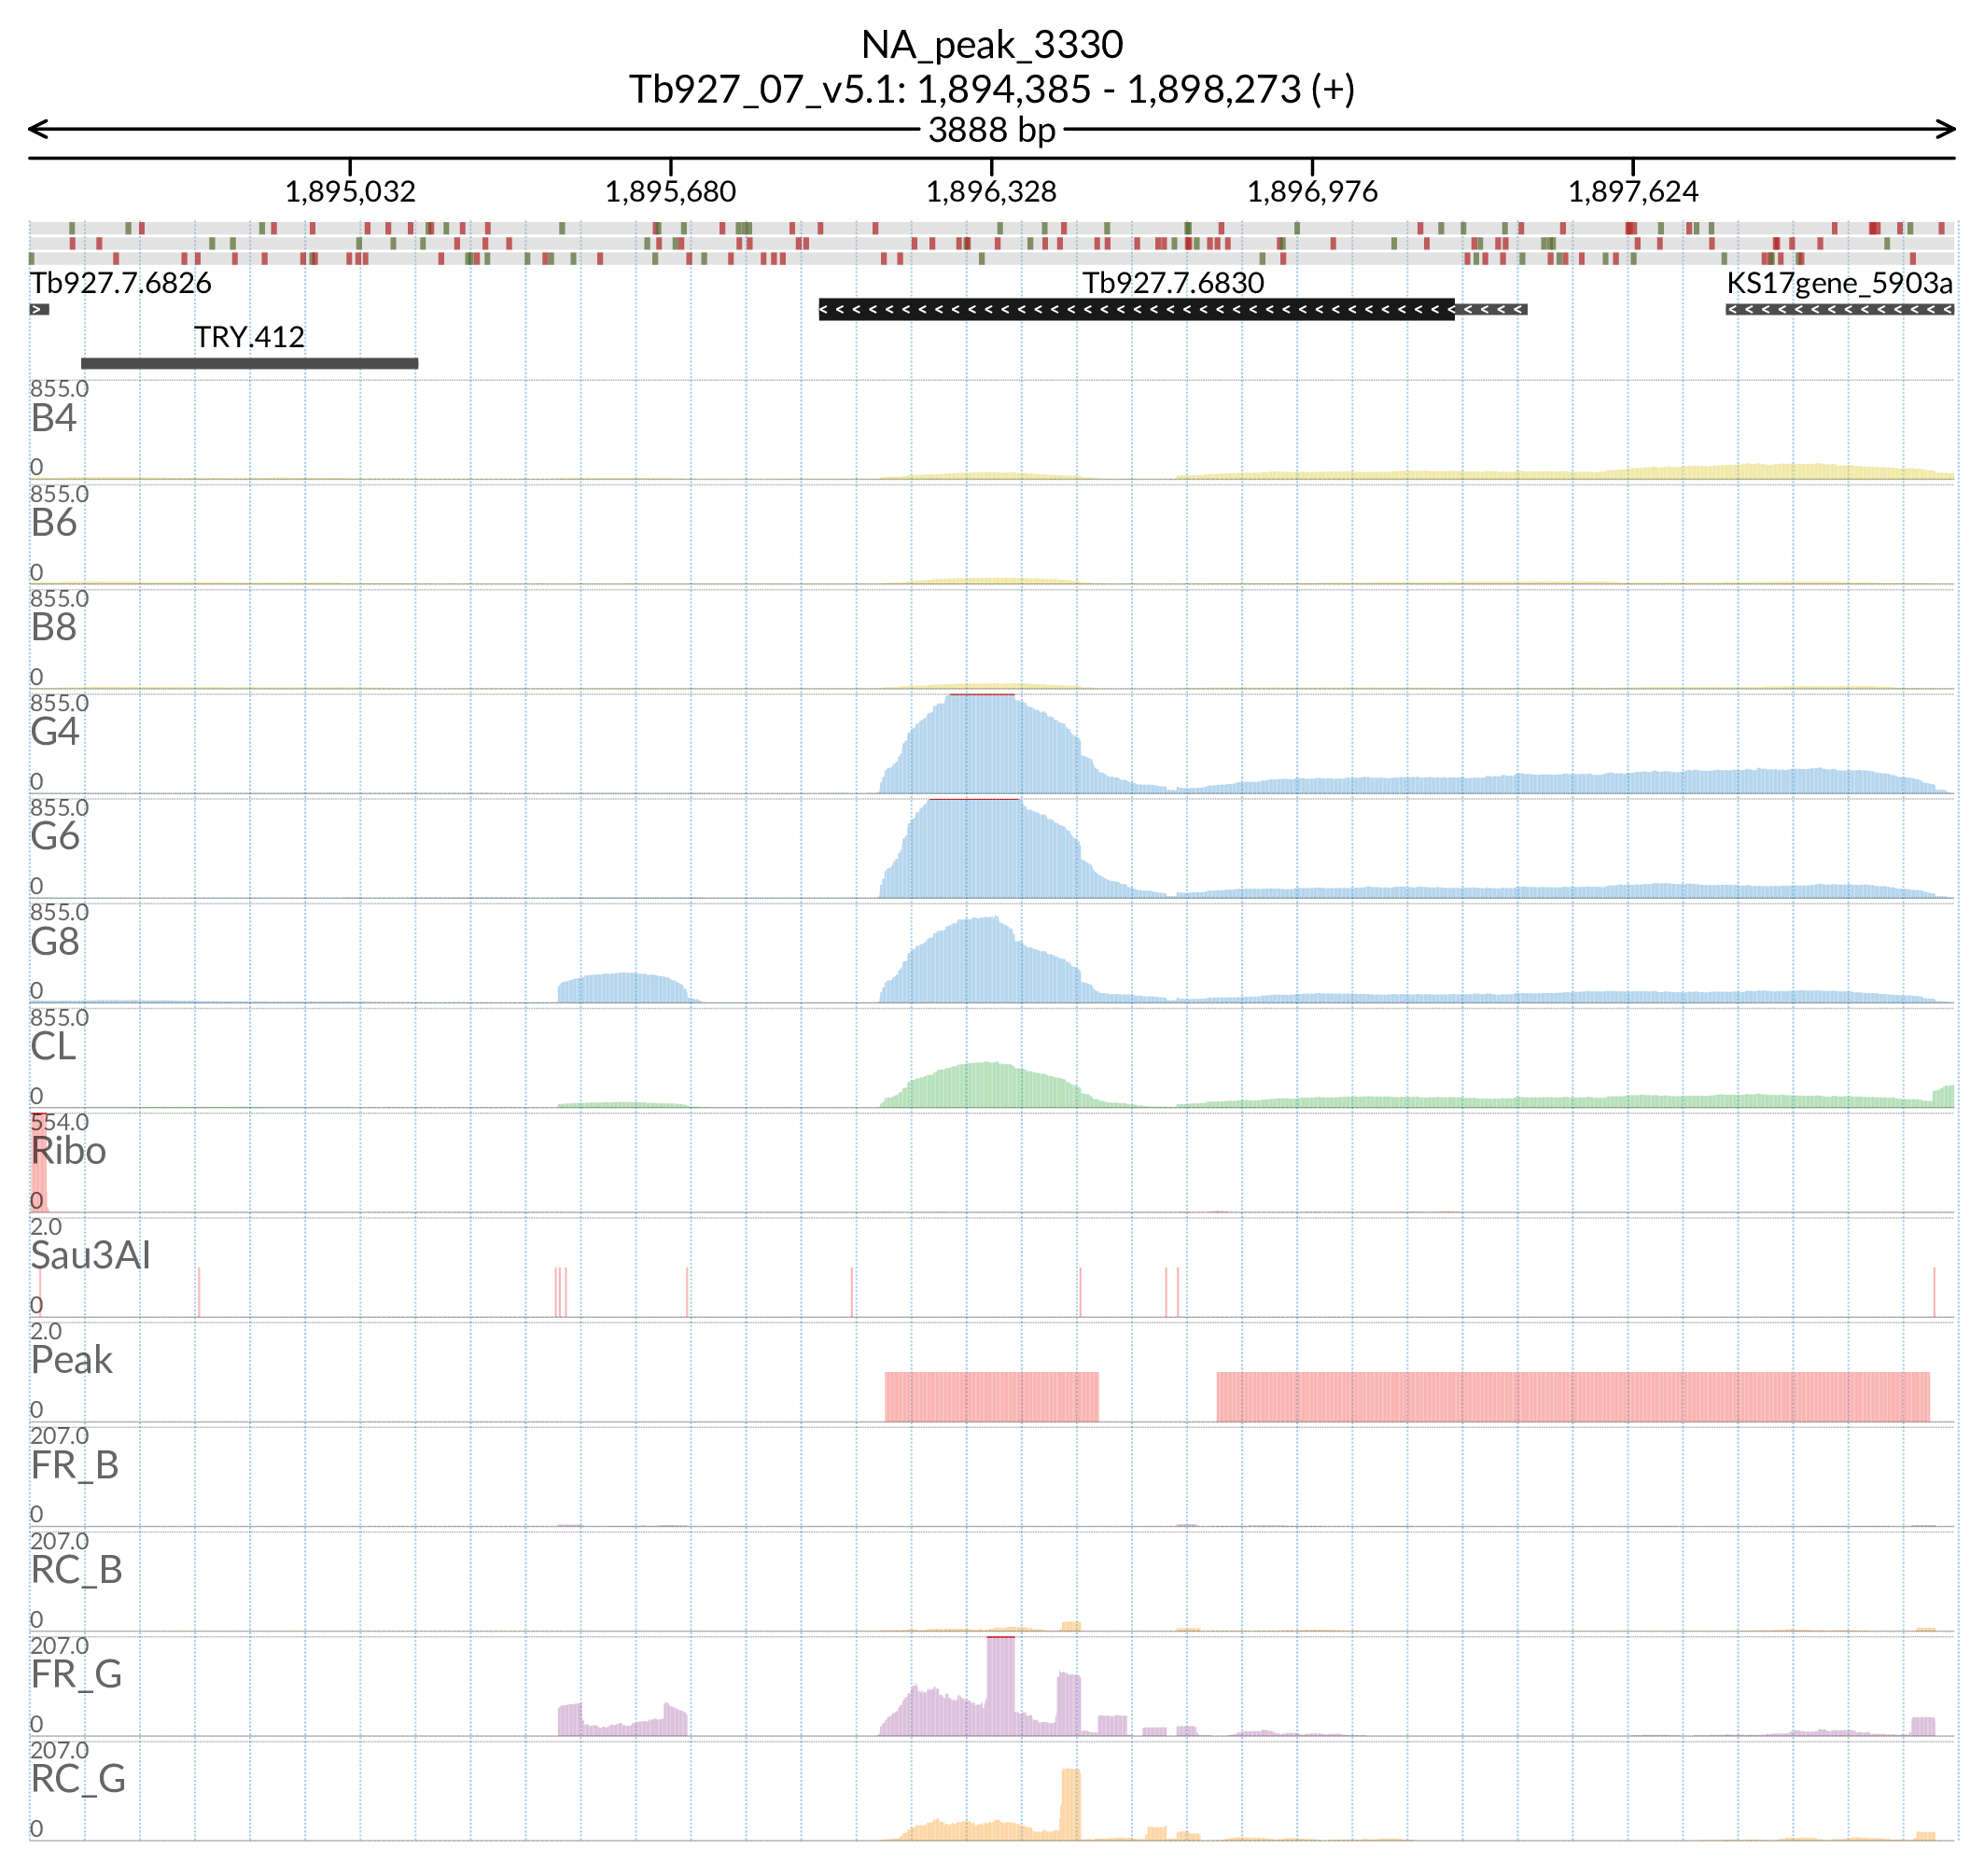 NA_peak_3330
Tb927_07_v5.1: 1,894,385 - 1,898,273 (+)
3888 bp
1,895,032 1,895,680 1,896,328 1,896,976 1,897,624
Tb927.7.6826 Tb927.7.6830 KS17gene_5903a
TRY.412
855.0
B4
0
855.0
B6
0
855.0
B8
0
855.0
G4
0
855.0
G6
0
855.0
G8
0
855.0
CL
0
554.0
Ribo
0
2.0
Sau3AI
0
2.0
Peak
0
207.0
FR_B
0
207.0
RC_B
0
207.0
FR_G
0
207.0
RC_G
0